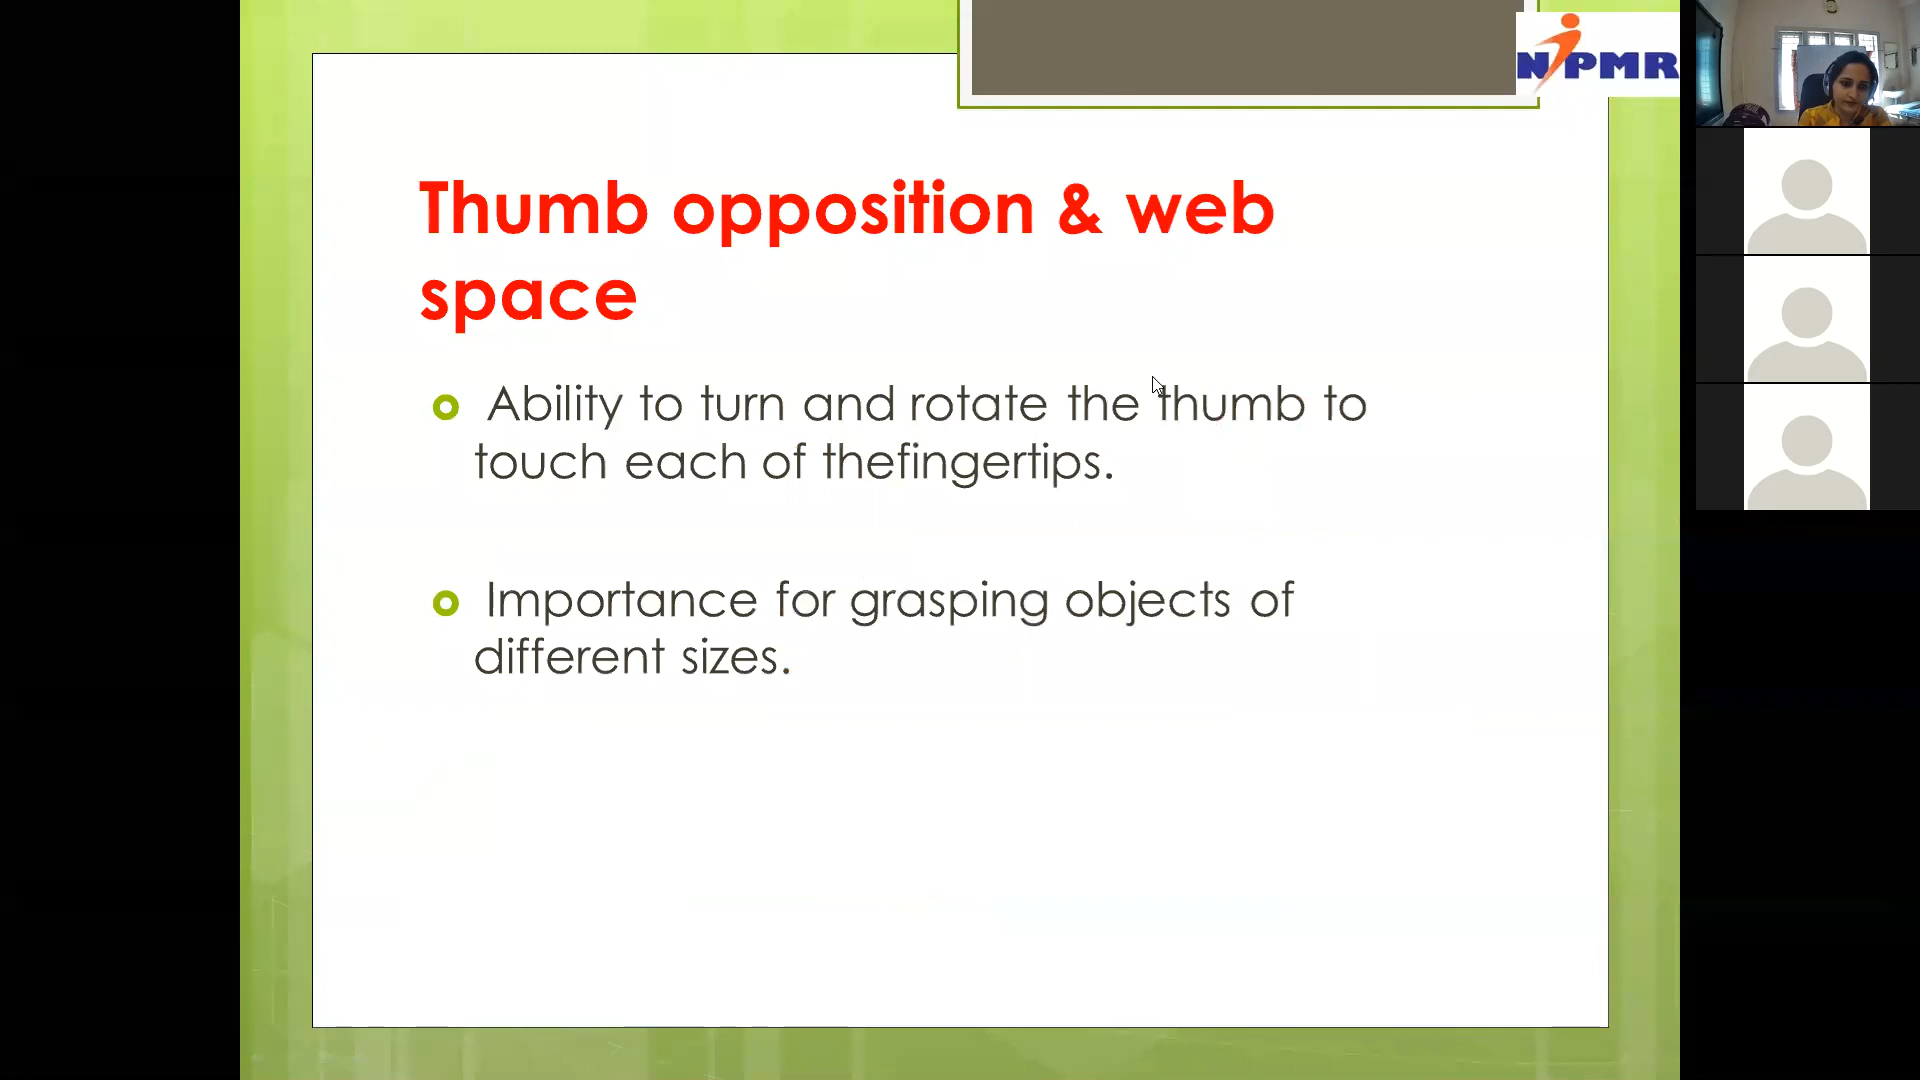 NIPMR
Thumb opposition & web
space
Ability to turn and rotate the thumb to
touch each of thefingertips.
Importance for grasping objects of
different sizes.